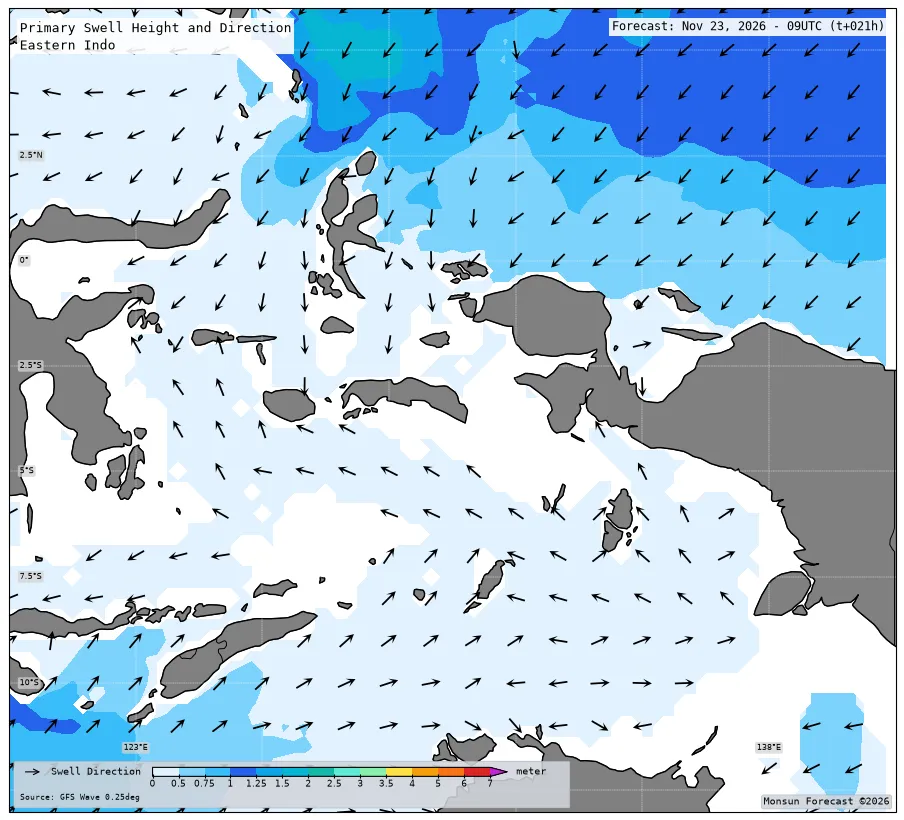 Primary Swell Height and Direction
Eastern Indo
Forecast: Nov 23, 2026 - 09UTC (t+021h)
2.5°N
0°
2.5°S
5°S
7.5°S
10°S
123°E
138°E
Swell Direction
0 0.5 0.75 1 1.25 1.5 2 2.5 3 3.5 4 5 6 7
meter
Source: GFS Wave 0.25deg
Monsun Forecast ©2026